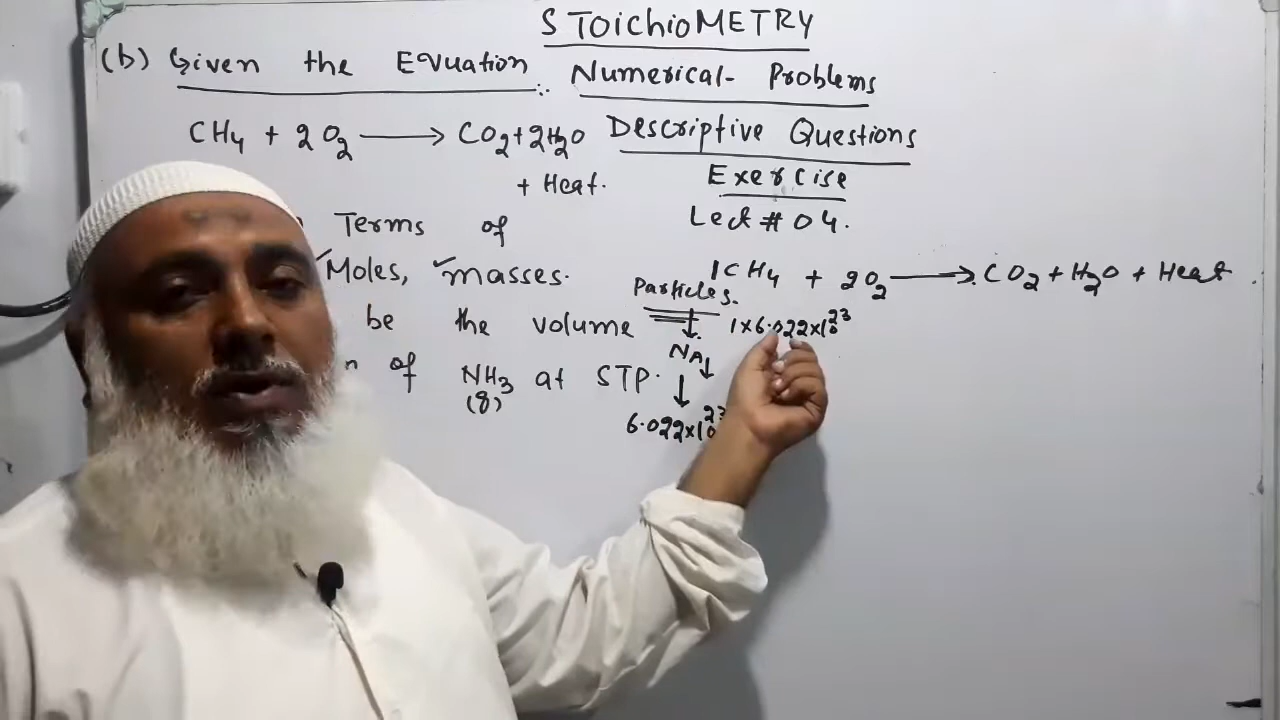 STOichioMETRY
(b) Given the EVuation :.
Numerical- Problems
CH4 + 2O2 ⟶ CO2+2H2O
+ Heat.
Descriptive Questions
Exercise
Lect # 04.
Terms of
✓Moles, ✓masses.
be the volume
of NH3 at STP.
(8)
1CH4 + 2O2 ⟶ CO2 + H2O + Heat.
Particles.
↓ 1×6.022×10^23
NA
↓ ↓
6.022×10^23